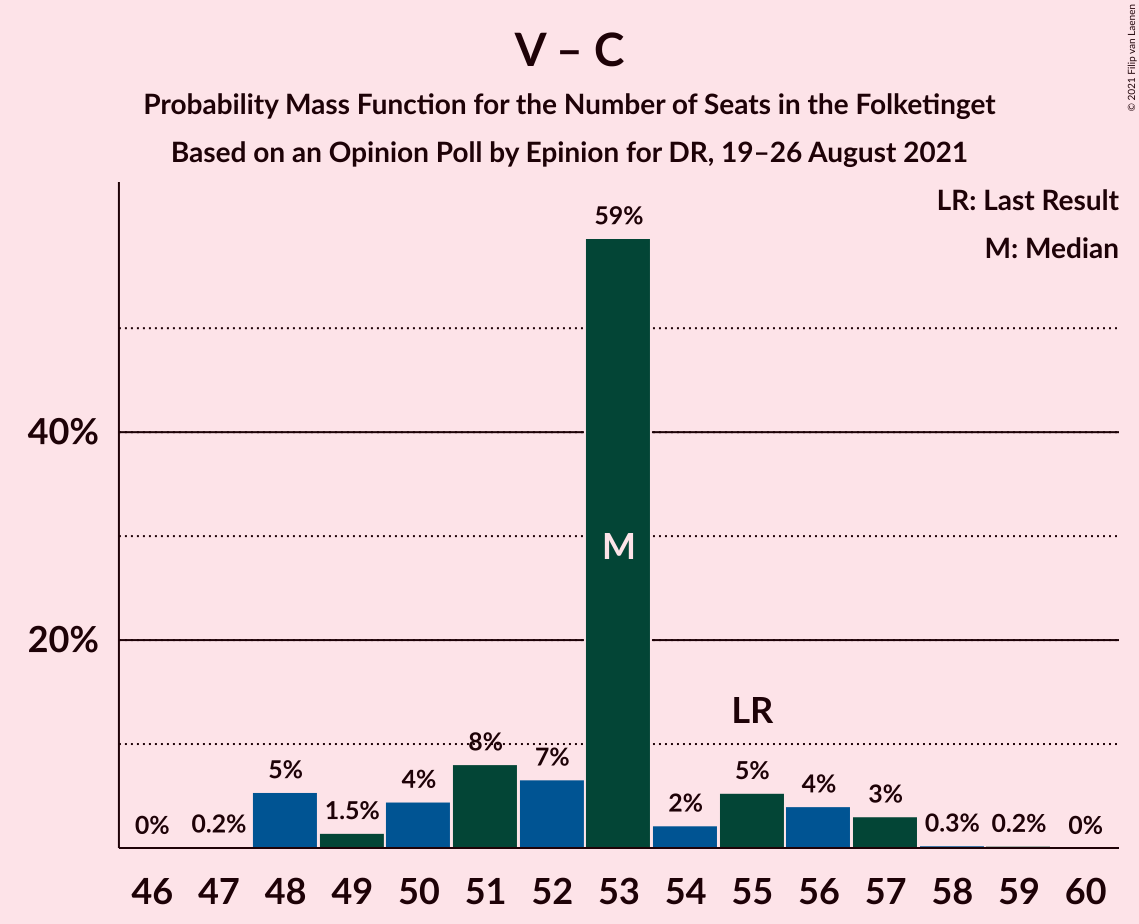 V – C
Probability Mass Function for the Number of Seats in the Folketinget
Based on an Opinion Poll by Epinion for DR, 19–26 August 2021
© 2021 Filip van Laenen
LR: Last Result
M: Median
59%
40%
M
20%
LR
0%
0.2%
5%
1.5%
4%
8%
7%
2%
5%
4%
3%
0.3%
0.2%
0%
46 47 48 49 50 51 52 53 54 55 56 57 58 59 60